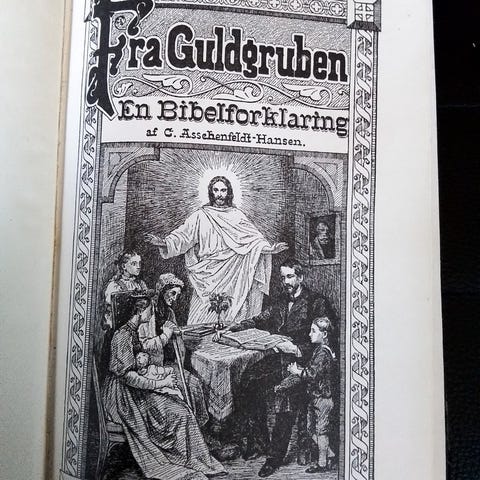 Fra Guldgruben
En Bibelforklaring
af C. Asschenfeldt-Hansen.